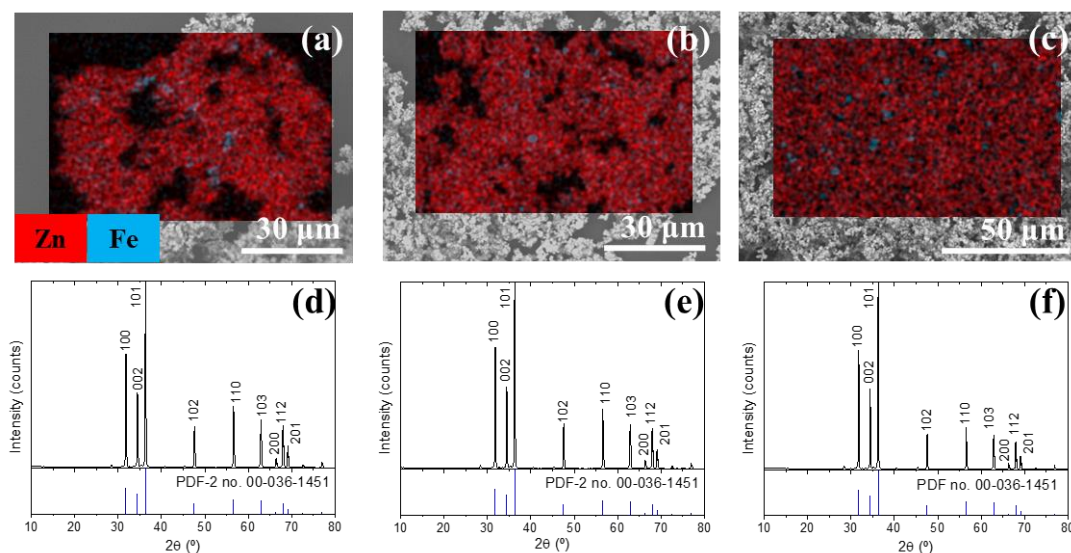 (a)
Zn
Fe
30 μm
(b)
30 μm
(c)
50 μm
(d)
Intensity (counts)
100
002
101
102
110
103
200
112
201
PDF-2 no. 00-036-1451
10 20 30 40 50 60 70 80
2θ (º)
(e)
Intensity (counts)
100
002
101
102
110
103
200
112
201
PDF-2 no. 00-036-1451
10 20 30 40 50 60 70 80
2θ (º)
(f)
Intensity (counts)
100
002
101
102
110
103
200
112
201
PDF no. 00-036-1451
10 20 30 40 50 60 70 80
2θ (º)